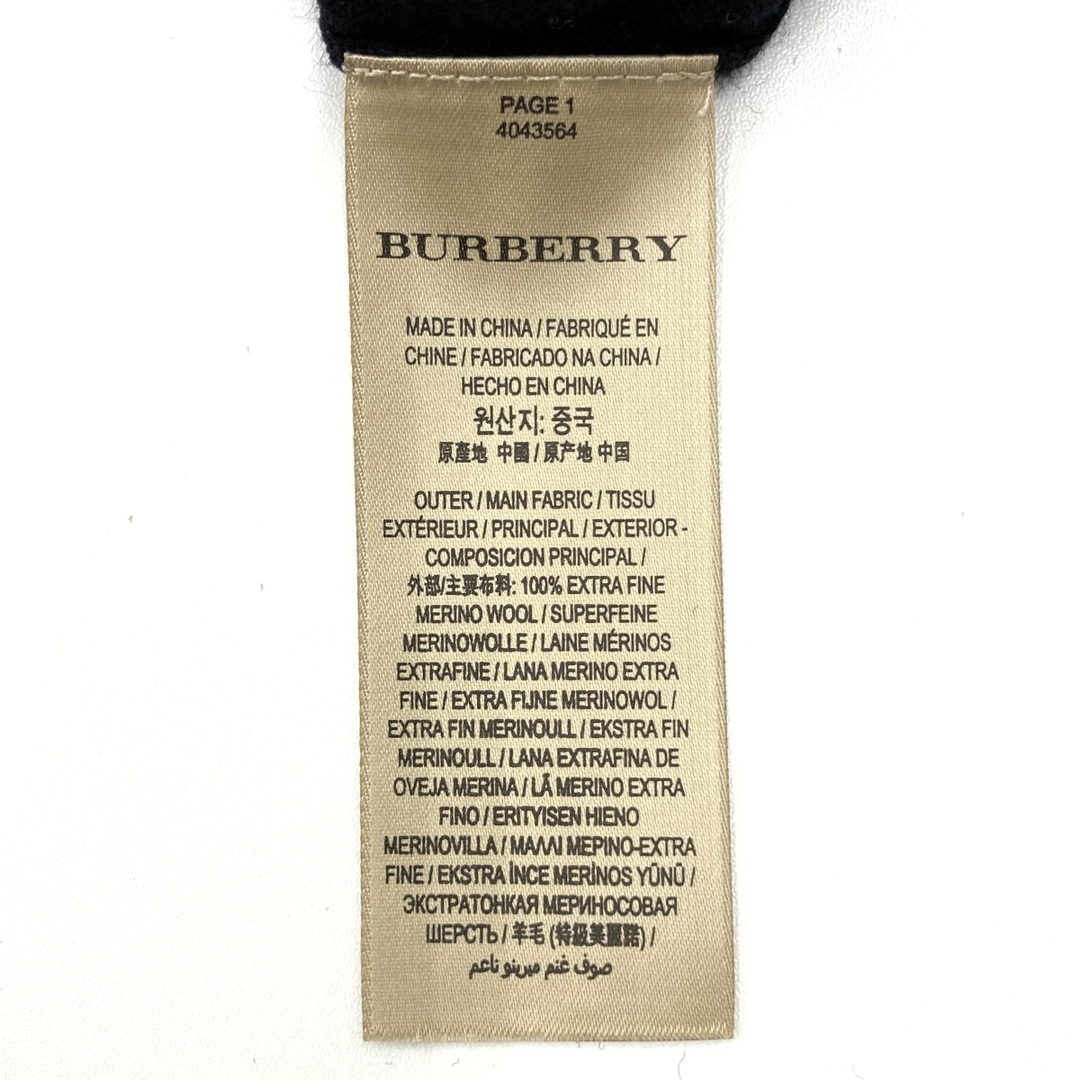 PAGE 1
4043564
BURBERRY
MADE IN CHINA / FABRIQUÉ EN
CHINE / FABRICADO NA CHINA /
HECHO EN CHINA
원산지: 중국
原產地 中國 / 原产地 中国
OUTER / MAIN FABRIC / TISSU
EXTÉRIEUR / PRINCIPAL / EXTERIOR -
COMPOSICION PRINCIPAL /
外部/主要布料: 100% EXTRA FINE
MERINO WOOL / SUPERFEINE
MERINOWOLLE / LAINE MÉRINOS
EXTRAFINE / LANA MERINO EXTRA
FINE / EXTRA FIJNE MERINOWOL /
EXTRA FIN MERINOULL / EKSTRA FIN
MERINOULL / LANA EXTRAFINA DE
OVEJA MERINA / LÃ MERINO EXTRA
FINO / ERITYISEN HIENO
MERINOVILLA / ΜΑΛΛΙ ΜΕΡΙΝΟ-EXTRA
FINE / EKSTRA İNCE MERİNOS YÜNÜ /
ЭКСТРАТОНКАЯ МЕРИНОСОВАЯ
ШЕРСТЬ / 羊毛 (特級美麗諾) /
صوف غنم ميرينو ناعم